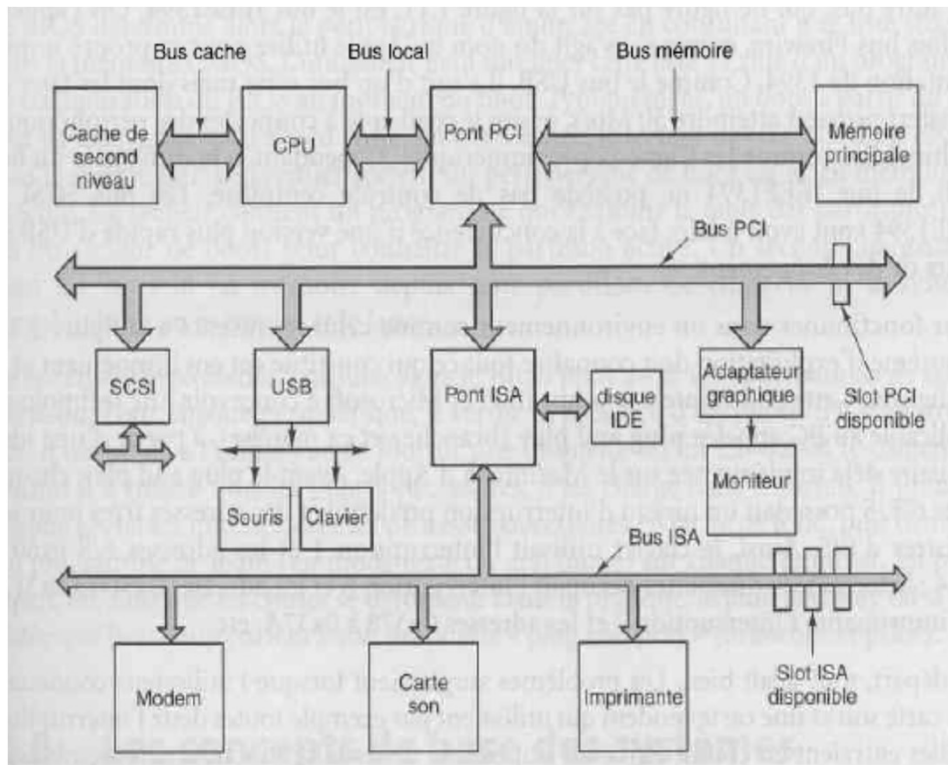 Bus cache
Bus local
Bus mémoire
Cache de
second
niveau
CPU
Pont PCI
Mémoire
principale
Bus PCI
SCSI
USB
Pont ISA
disque
IDE
Adaptateur
graphique
Slot PCI
disponible
Souris
Clavier
Moniteur
Bus ISA
Modem
Carte
son
Imprimante
Slot ISA
disponible